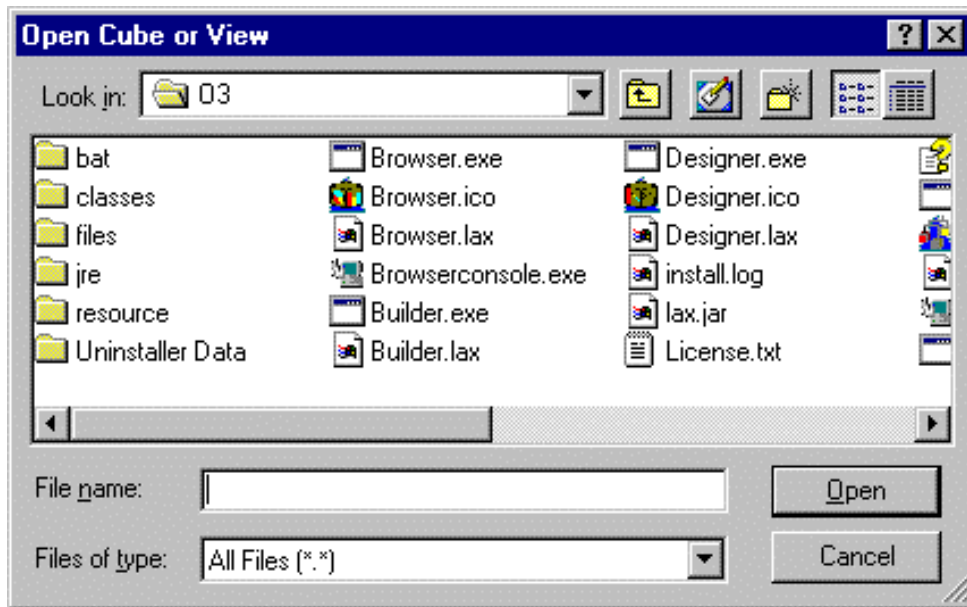 Open Cube or View
Look in: O3
bat Browser.exe Designer.exe
classes Browser.ico Designer.ico
files Browser.lax Designer.lax
jre Browserconsole.exe install.log
resource Builder.exe lax.jar
Uninstaller Data Builder.lax License.txt
File name: Open
Files of type: All Files (*.*) Cancel